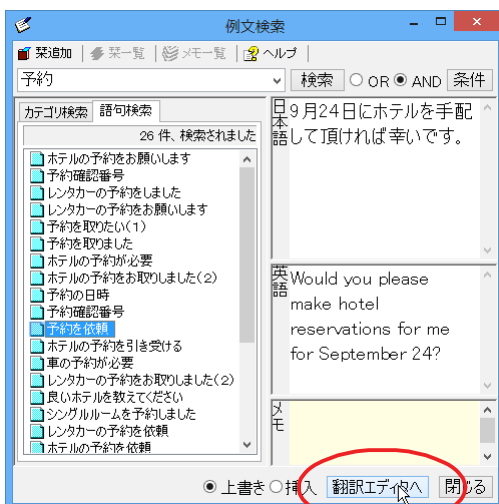 例文検索
栞追加 栞一覧 メモ一覧 ヘルプ
予約 検索 OR AND 条件
カテゴリ検索 語句検索
26 件、検索されました
ホテルの予約をお願いします
予約確認番号
レンタカーの予約をしました
レンタカーの予約をお願いします
予約を取りたい(1)
予約を取りました
ホテルの予約が必要
ホテルの予約をお取りしました(2)
予約の日時
予約確認番号
予約を依頼
ホテルの予約を引き受ける
車の予約が必要
レンタカーの予約をお取りしました(2)
良いホテルを教えてください
シングルルームを予約しました
レンタカーの予約を依頼
ホテルの予約を依頼
日本語
9月24日にホテルを手配
して頂ければ幸いです。
英語
Would you please
make hotel
reservations for me
for September 24?
メモ
上書き 挿入 翻訳エディタへ 閉じる